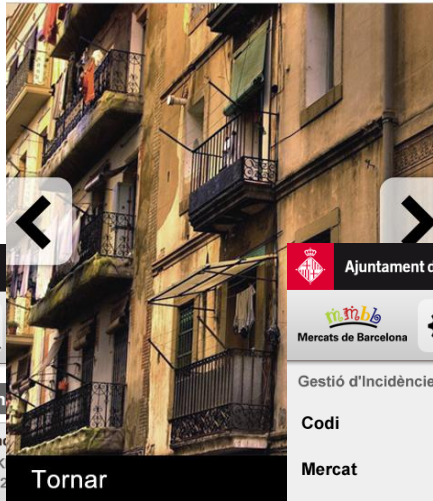 Ajuntament d
Mercats de Barcelona
Gestió d'Incidèncie
Codi
Mercat
Tornar